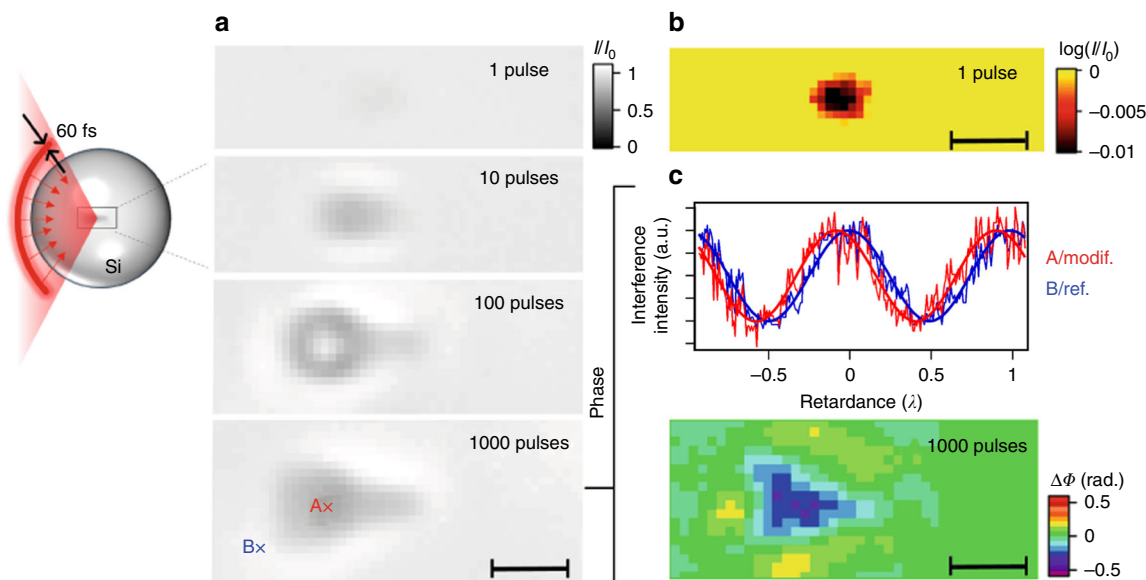 60 fs
Si
a
I/I0
1 pulse
1
0.5
0
10 pulses
100 pulses
1000 pulses
A×
B×
Phase
b
log(I/I0)
1 pulse
0
−0.005
−0.01
c
Interference
intensity (a.u.)
A/modif.
B/ref.
−0.5
0
0.5
1
Retardance (λ)
1000 pulses
ΔΦ (rad.)
0.5
0
−0.5